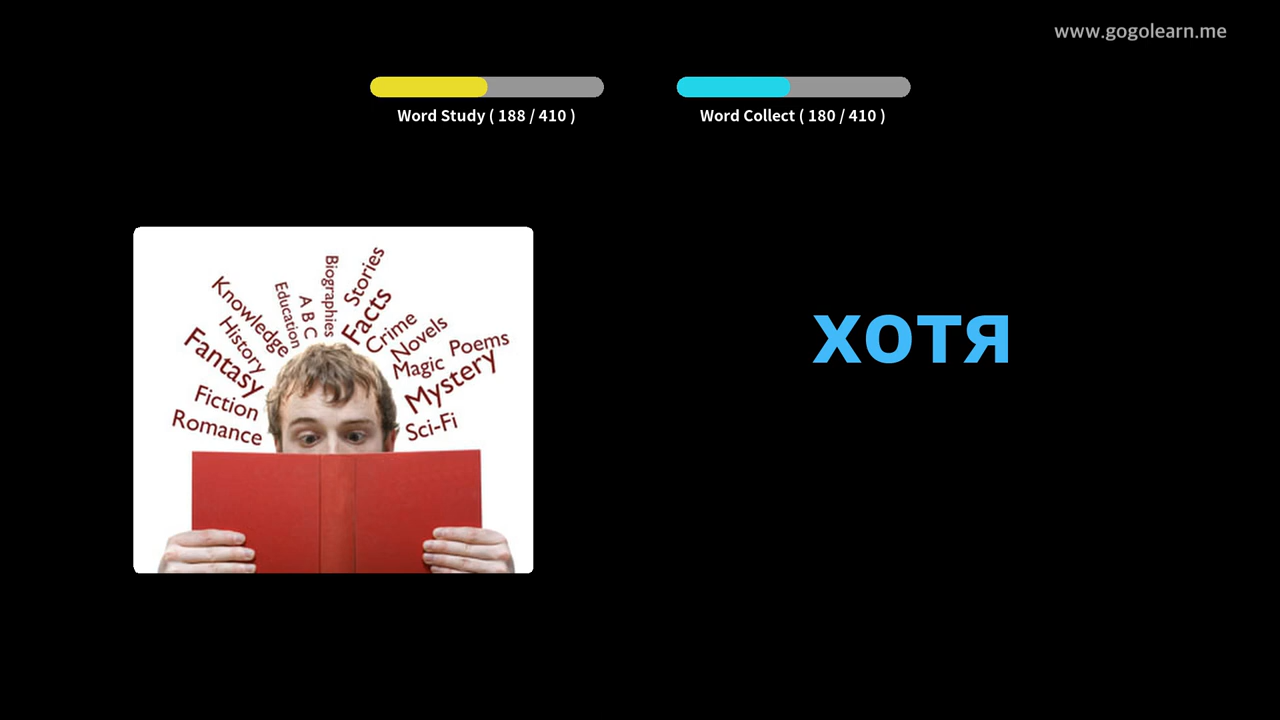 www.gogolearn.me
Word Study ( 188 / 410 )
Word Collect ( 180 / 410 )
Stories
Biographies
Facts
A B C
Education
Knowledge
History
Fantasy
Fiction
Romance
Crime
Novels
Poems
Magic
Mystery
Sci-Fi
хотя